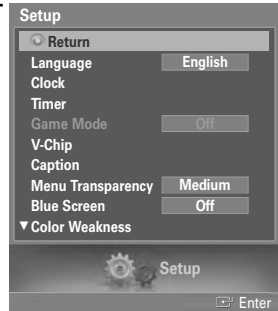 Setup
Return
Language English
Clock
Timer
Game Mode Off
V-Chip
Caption
Menu Transparency Medium
Blue Screen Off
▼ Color Weakness
Setup
Enter